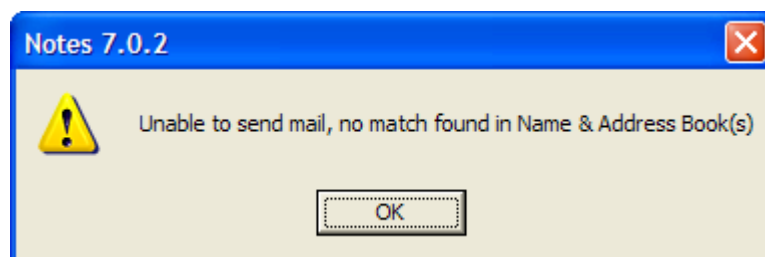 Notes 7.0.2
Unable to send mail, no match found in Name & Address Book(s)
OK